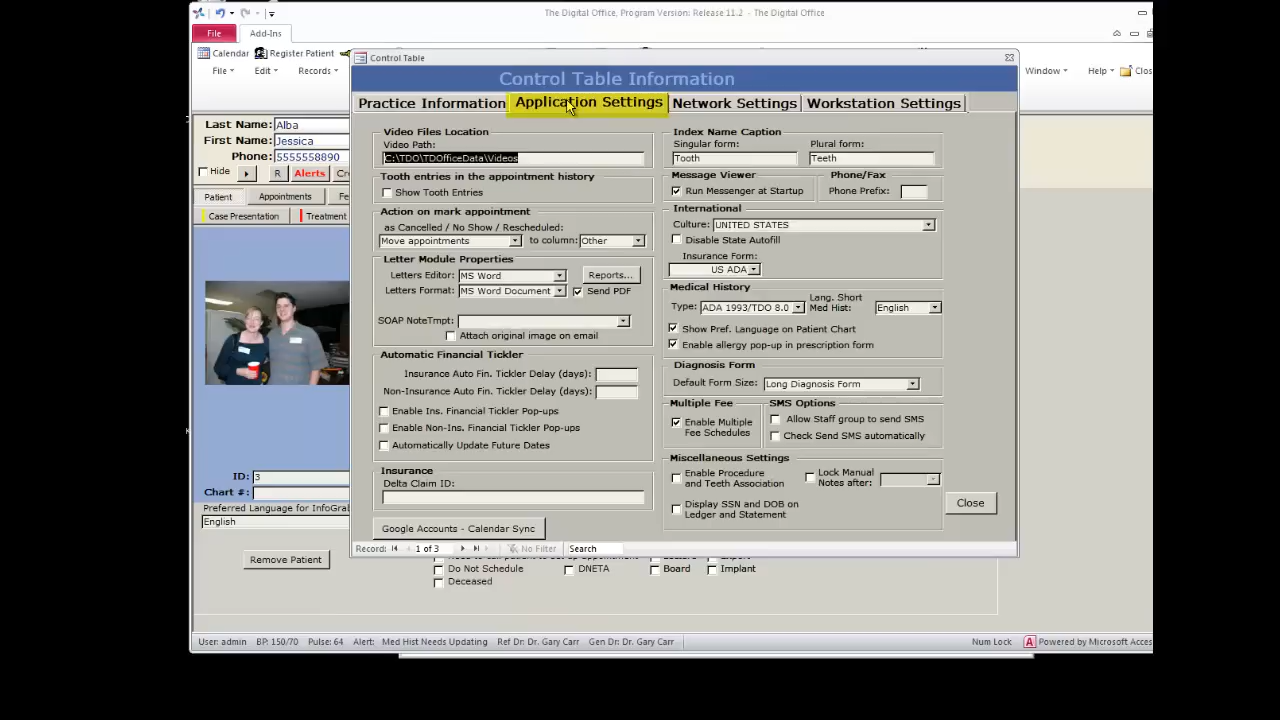 The Digital Office, Program Version: Release 11.2 - The Digital Office
File Add-Ins
Calendar Register Patient
File Edit Records Window Help Clos
Control Table
Control Table Information
Practice Information Application Settings Network Settings Workstation Settings
Last Name: Alba
First Name: Jessica
Phone: 5555558890
Hide R Alerts Cr
Patient Appointments Fe
Case Presentation Treatment
ID: 3
Chart #:
Preferred Language for InfoGra
English
Remove Patient
Video Files Location
Video Path:
C:\TDO\TDOfficeData\Videos
Tooth entries in the appointment history
Show Tooth Entries
Action on mark appointment
as Cancelled / No Show / Rescheduled:
Move appointments to column: Other
Letter Module Properties
Letters Editor: MS Word Reports...
Letters Format: MS Word Document Send PDF
SOAP NoteTmpt:
Attach original image on email
Automatic Financial Tickler
Insurance Auto Fin. Tickler Delay (days):
Non-Insurance Auto Fin. Tickler Delay (days):
Enable Ins. Financial Tickler Pop-ups
Enable Non-Ins. Financial Tickler Pop-ups
Automatically Update Future Dates
Insurance
Delta Claim ID:
Google Accounts - Calendar Sync
Index Name Caption
Singular form: Plural form:
Tooth Teeth
Message Viewer Phone/Fax
Run Messenger at Startup Phone Prefix:
International
Culture: UNITED STATES
Disable State Autofill
Insurance Form:
US ADA
Medical History
Type: ADA 1993/TDO 8.0 Lang. Short Med Hist: English
Show Pref. Language on Patient Chart
Enable allergy pop-up in prescription form
Diagnosis Form
Default Form Size: Long Diagnosis Form
Multiple Fee SMS Options
Enable Multiple Fee Schedules
Allow Staff group to send SMS
Check Send SMS automatically
Miscellaneous Settings
Enable Procedure and Teeth Association
Lock Manual Notes after:
Display SSN and DOB on Ledger and Statement
Close
Record: 1 of 3 No Filter Search
Do Not Schedule DNETA Board Implant
Deceased
User: admin BP: 150/70 Pulse: 64 Alert: Med Hist Needs Updating Ref Dr: Dr. Gary Carr Gen Dr: Dr. Gary Carr Num Lock Powered by Microsoft Acces